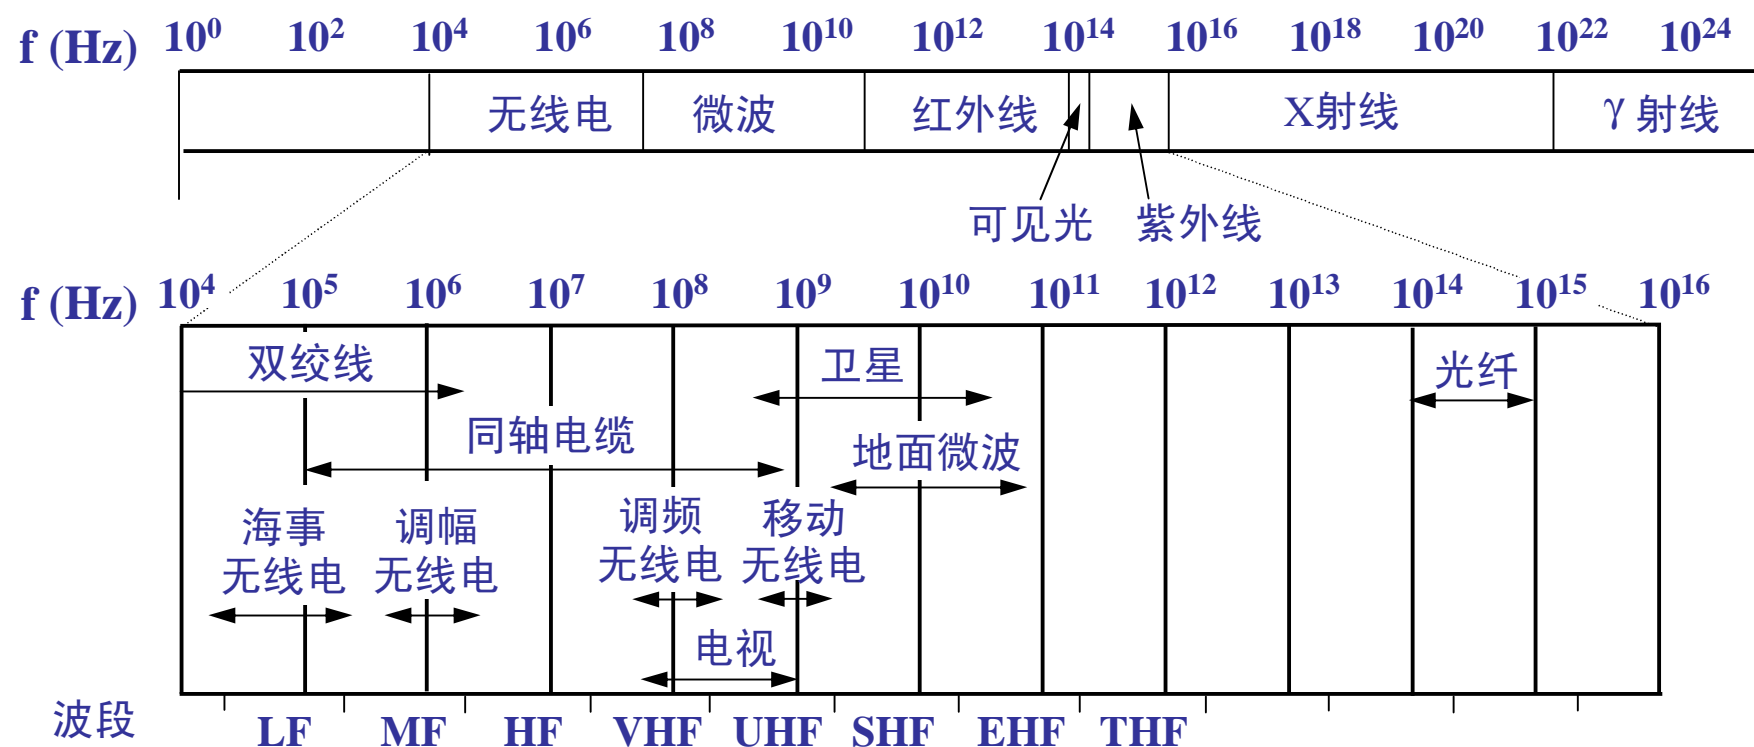 f (Hz) 10⁰ 10² 10⁴ 10⁶ 10⁸ 10¹⁰ 10¹² 10¹⁴ 10¹⁶ 10¹⁸ 10²⁰ 10²² 10²⁴
无线电 微波 红外线 X射线 γ 射线
可见光 紫外线
f (Hz) 10⁴ 10⁵ 10⁶ 10⁷ 10⁸ 10⁹ 10¹⁰ 10¹¹ 10¹² 10¹³ 10¹⁴ 10¹⁵ 10¹⁶
双绞线 卫星 光纤
同轴电缆 地面微波
海事 调幅 调频 移动
无线电 无线电 无线电 无线电
电视
波段 LF MF HF VHF UHF SHF EHF THF